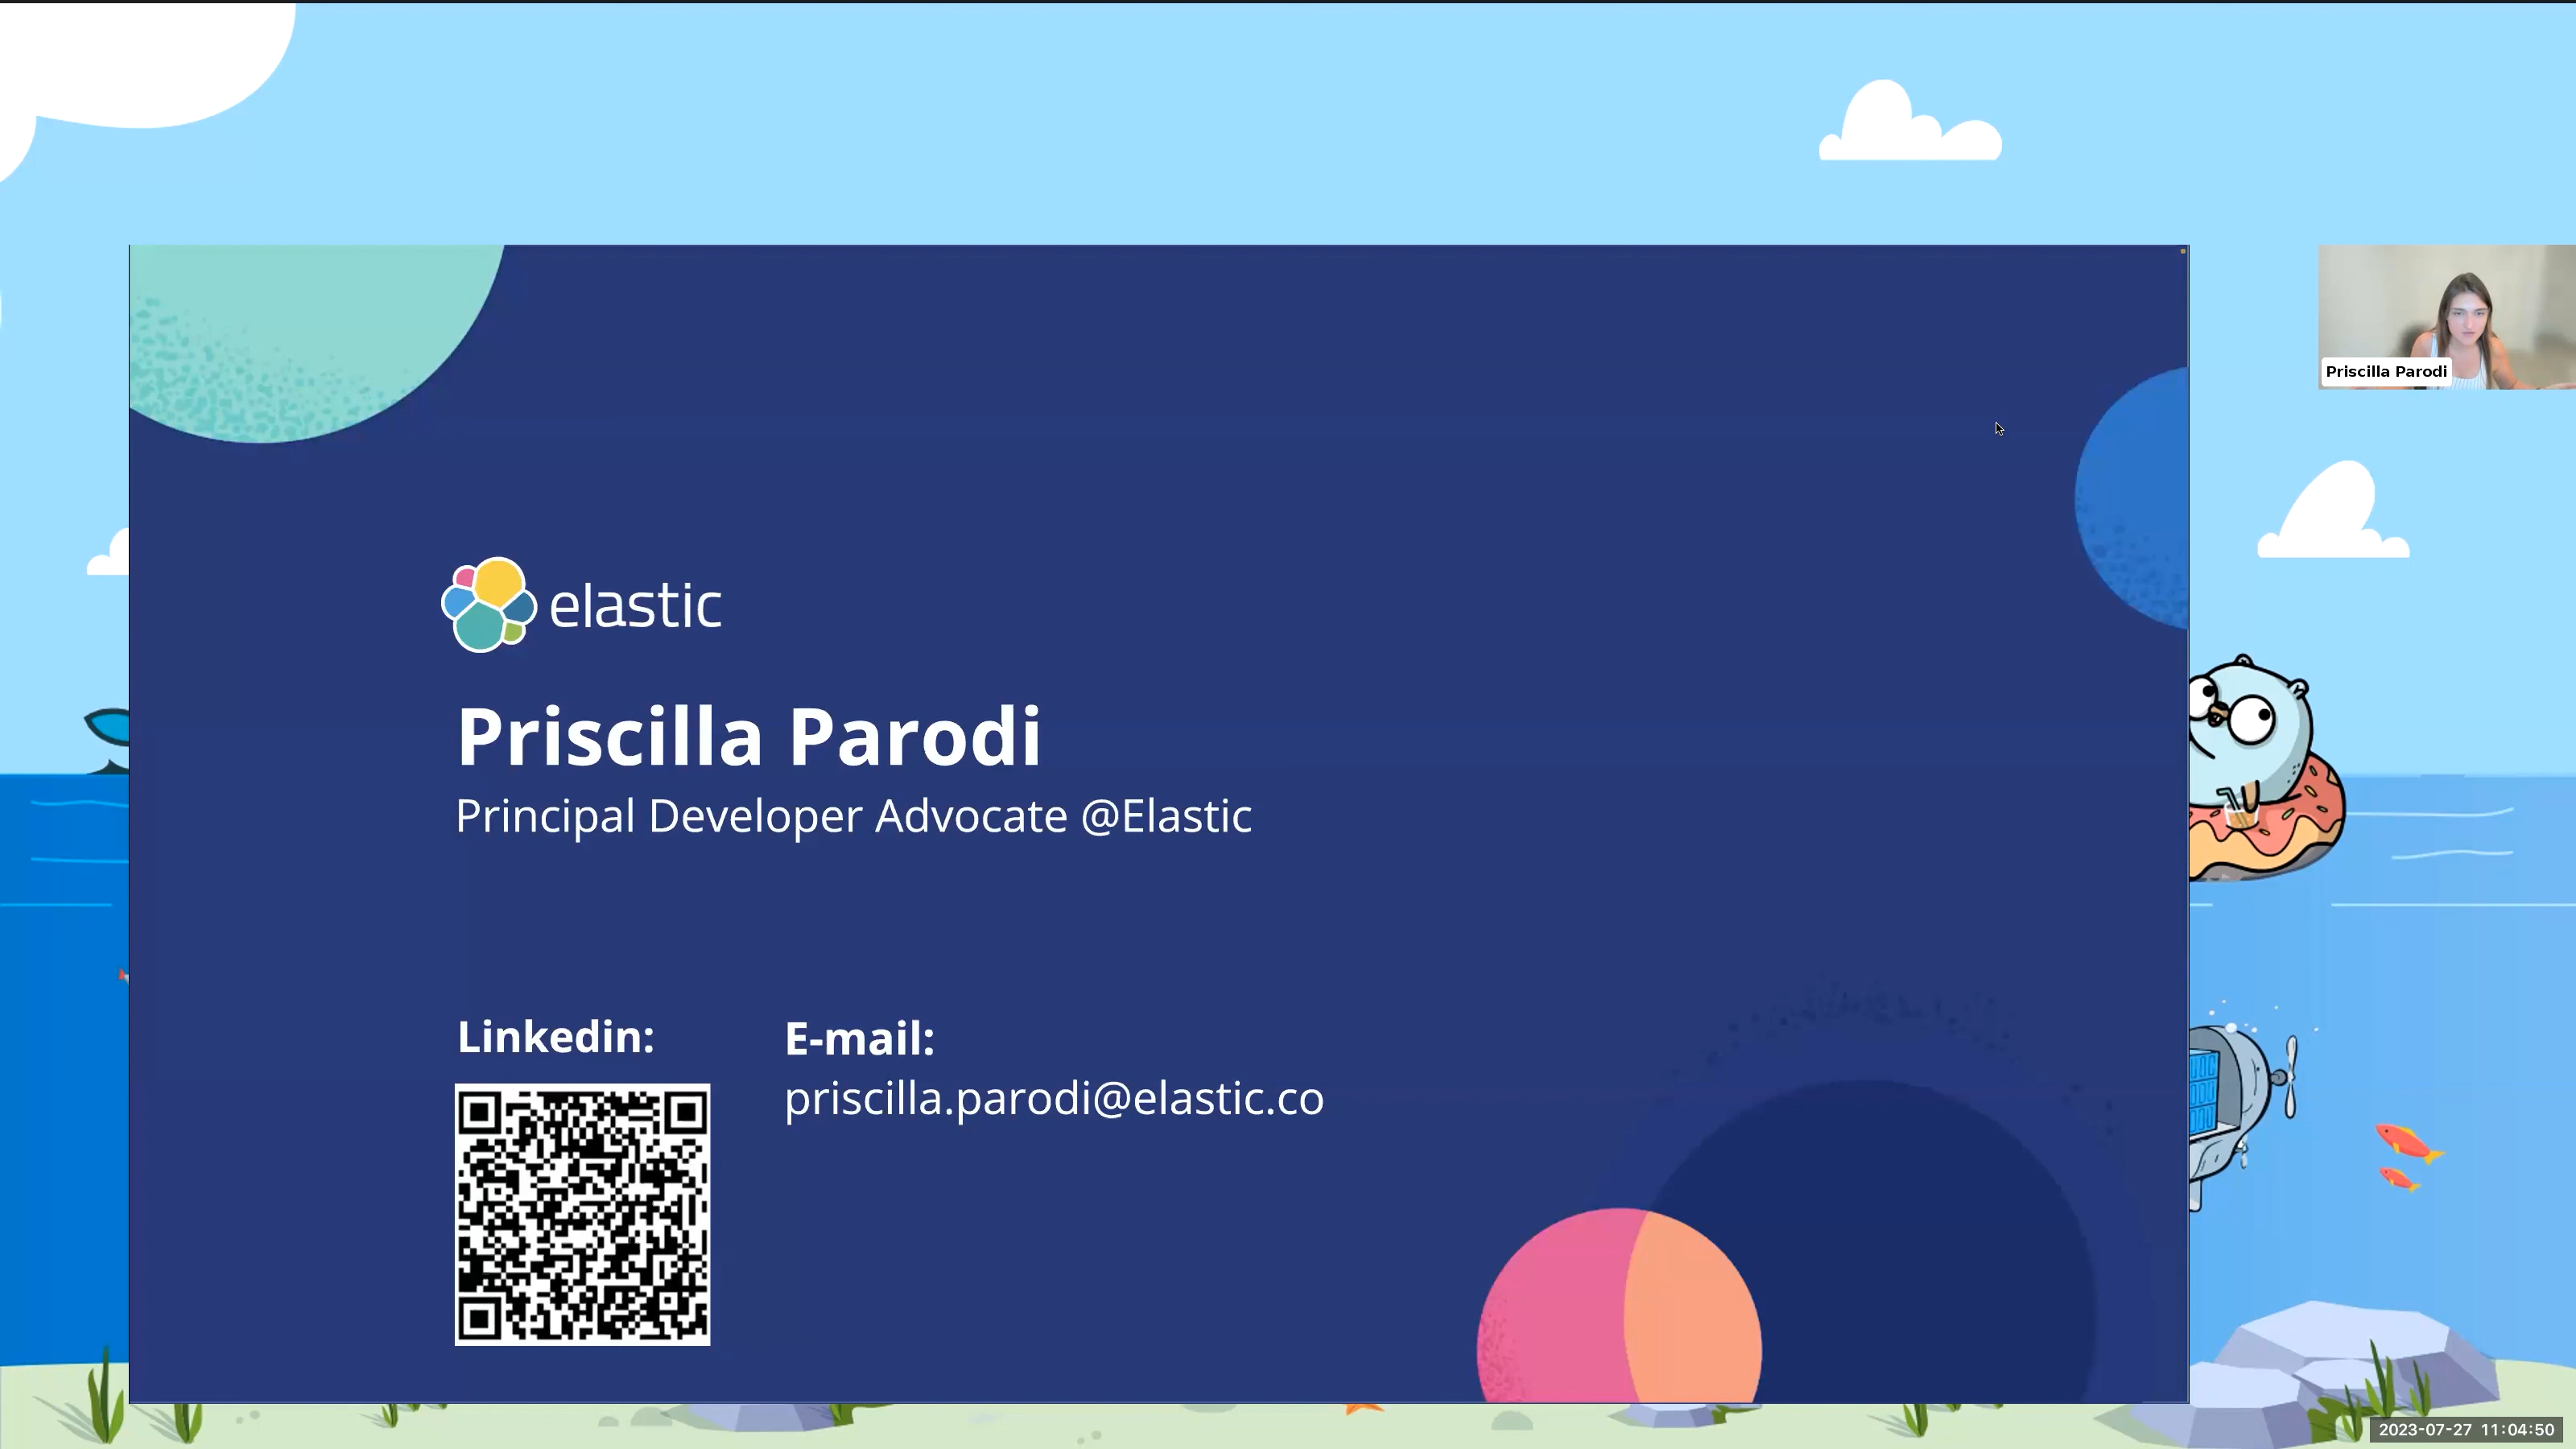 elastic
Priscilla Parodi
Principal Developer Advocate @Elastic
Linkedin:
E-mail:
priscilla.parodi@elastic.co
Priscilla Parodi
2023-07-27 11:04:50